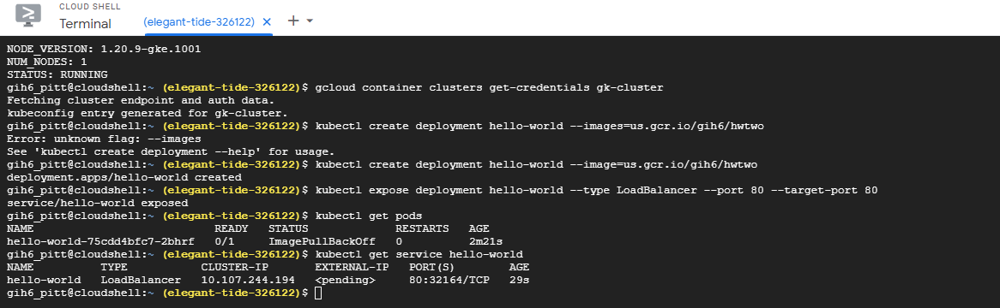 CLOUD SHELL
Terminal
(elegant-tide-326122)
NODE_VERSION: 1.20.9-gke.1001
NUM_NODES: 1
STATUS: RUNNING
gih6_pitt@cloudshell:~ (elegant-tide-326122)$ gcloud container clusters get-credentials gk-cluster
Fetching cluster endpoint and auth data.
kubeconfig entry generated for gk-cluster.
gih6_pitt@cloudshell:~ (elegant-tide-326122)$ kubectl create deployment hello-world --images=us.gcr.io/gih6/hwtwo
Error: unknown flag: --images
See 'kubectl create deployment --help' for usage.
gih6_pitt@cloudshell:~ (elegant-tide-326122)$ kubectl create deployment hello-world --image=us.gcr.io/gih6/hwtwo
deployment.apps/hello-world created
gih6_pitt@cloudshell:~ (elegant-tide-326122)$ kubectl expose deployment hello-world --type LoadBalancer --port 80 --target-port 80
service/hello-world exposed
gih6_pitt@cloudshell:~ (elegant-tide-326122)$ kubectl get pods
NAME READY STATUS RESTARTS AGE
hello-world-75cdd4bfc7-2bhrf 0/1 ImagePullBackOff 0 2m21s
gih6_pitt@cloudshell:~ (elegant-tide-326122)$ kubectl get service hello-world
NAME TYPE CLUSTER-IP EXTERNAL-IP PORT(S) AGE
hello-world LoadBalancer 10.107.244.194 <pending> 80:32164/TCP 29s
gih6_pitt@cloudshell:~ (elegant-tide-326122)$